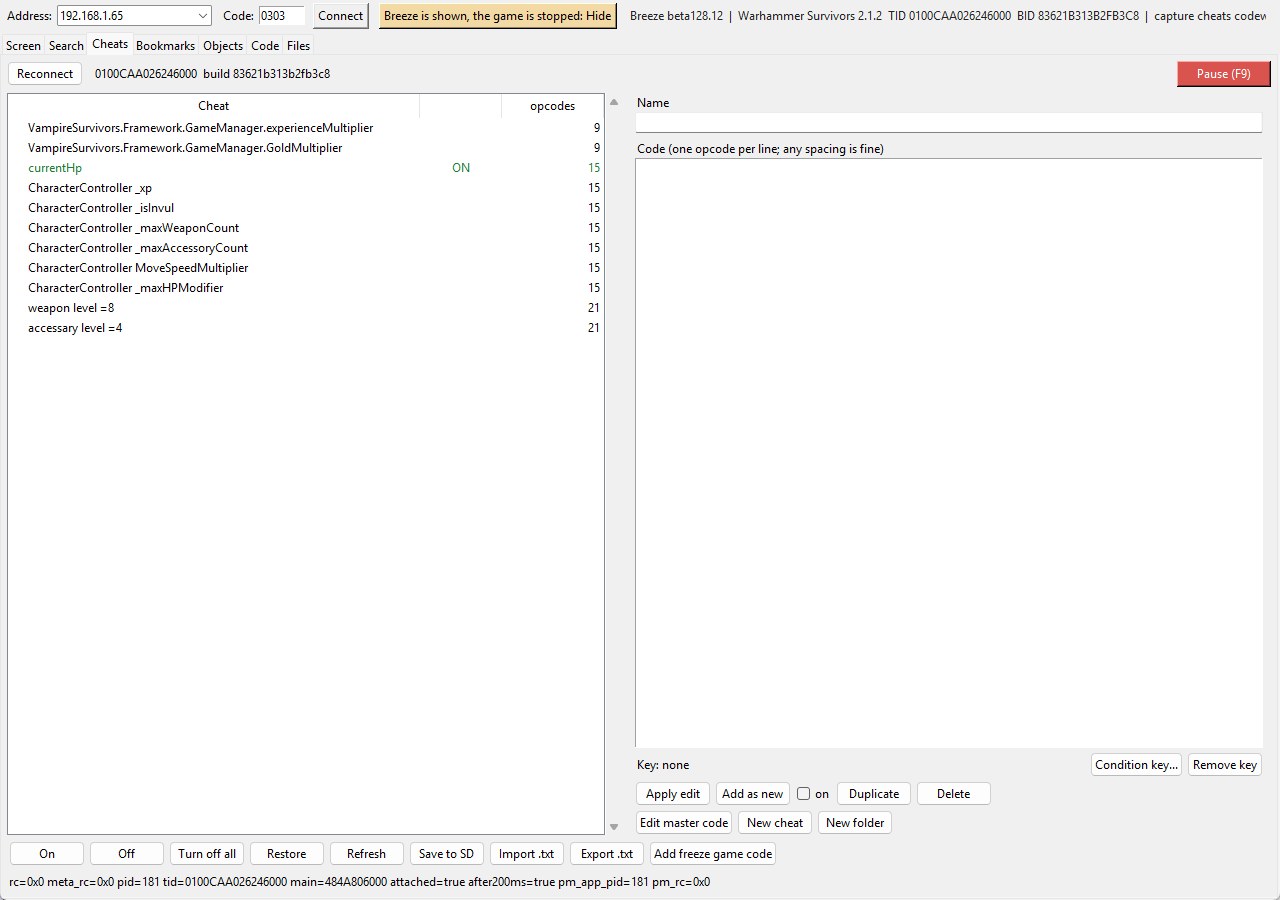 Address: 192.168.1.65 Code: 0303 Connect Breeze is shown, the game is stopped: Hide Breeze beta128.12 | Warhammer Survivors 2.1.2 TID 0100CAA026246000 BID 83621B313B2FB3C8 | capture cheats codew
Screen Search Cheats Bookmarks Objects Code Files
Reconnect 0100CAA026246000 build 83621b313b2fb3c8 Pause (F9)
Cheat opcodes
VampireSurvivors.Framework.GameManager.experienceMultiplier 9
VampireSurvivors.Framework.GameManager.GoldMultiplier 9
currentHp ON 15
CharacterController _xp 15
CharacterController _isInvul 15
CharacterController _maxWeaponCount 15
CharacterController _maxAccessoryCount 15
CharacterController MoveSpeedMultiplier 15
CharacterController _maxHPModifier 15
weapon level =8 21
accessary level =4 21
Name
Code (one opcode per line; any spacing is fine)
Key: none Condition key... Remove key
Apply edit Add as new on Duplicate Delete
Edit master code New cheat New folder
On Off Turn off all Restore Refresh Save to SD Import .txt Export .txt Add freeze game code
rc=0x0 meta_rc=0x0 pid=181 tid=0100CAA026246000 main=484A806000 attached=true after200ms=true pm_app_pid=181 pm_rc=0x0